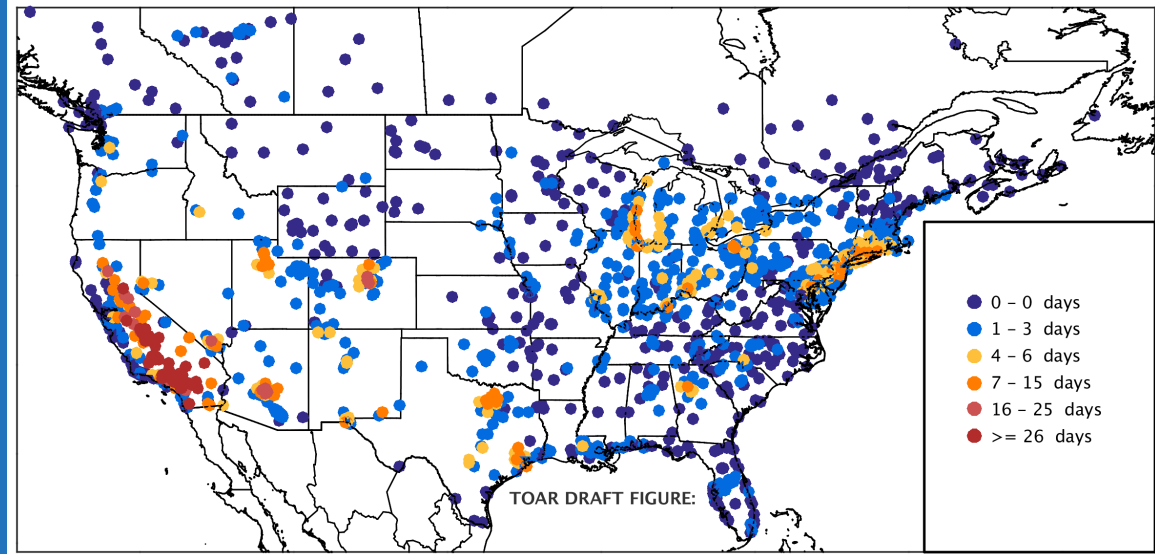 0 – 0 days
1 – 3 days
4 – 6 days
7 – 15 days
16 – 25 days
>= 26 days
TOAR DRAFT FIGURE: